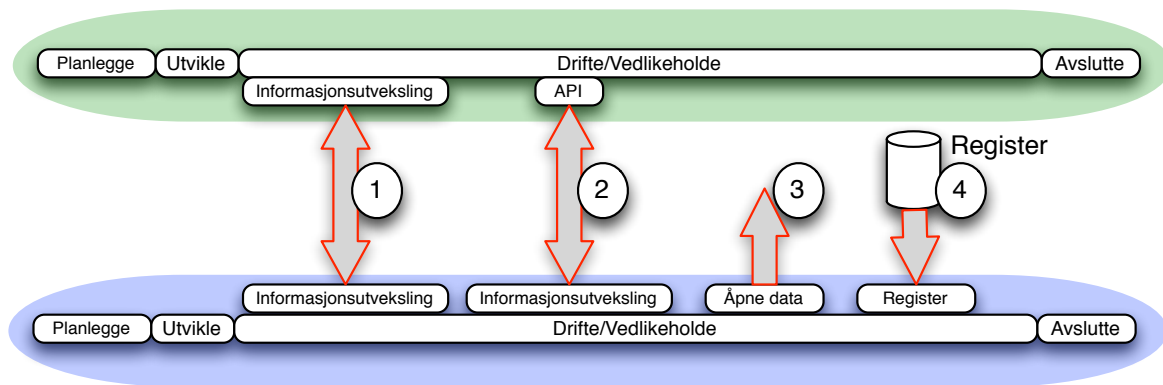 Planlegge
Utvikle
Drifte/Vedlikeholde
Avslutte
Informasjonsutveksling
API
Register
1
2
3
4
Informasjonsutveksling
Informasjonsutveksling
Åpne data
Register
Planlegge
Utvikle
Drifte/Vedlikeholde
Avslutte